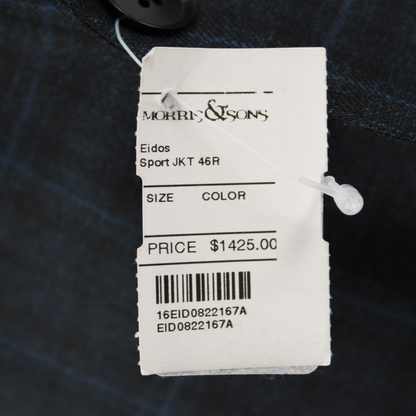 MORRIS & SONS
Eidos
Sport JKT 46R
SIZE COLOR
PRICE $1425.00
16EID0822167A
EID0822167A